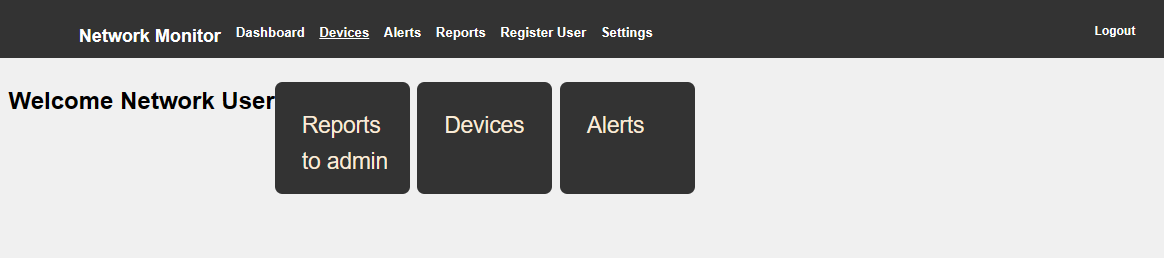 Network Monitor Dashboard Devices Alerts Reports Register User Settings Logout
Welcome Network User
Reports
to admin
Devices
Alerts